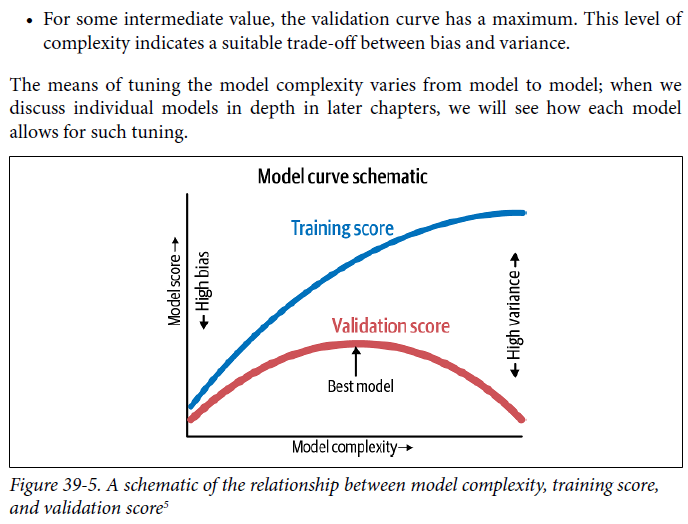 • For some intermediate value, the validation curve has a maximum. This level of
complexity indicates a suitable trade-off between bias and variance.
The means of tuning the model complexity varies from model to model; when we
discuss individual models in depth in later chapters, we will see how each model
allows for such tuning.
Model curve schematic
Training score
Model score→
← High bias
Validation score
← High variance →
Best model
Model complexity→
Figure 39-5. A schematic of the relationship between model complexity, training score,
and validation score5